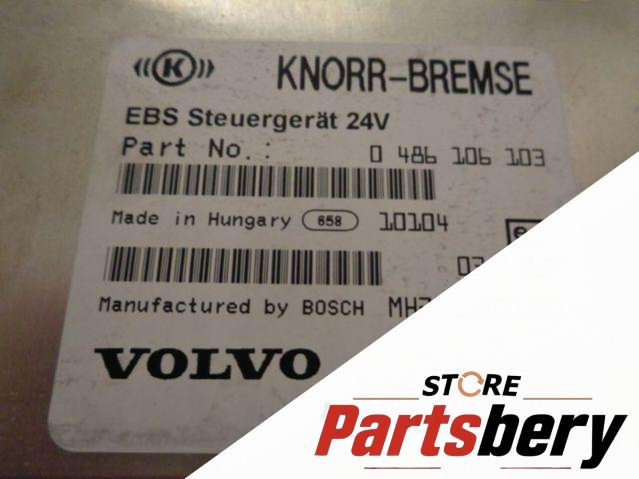 K KNORR-BREMSE
EBS Steuergerät 24V
Part No.: 0 486 106 103
Made in Hungary 658 10104
Manufactured by BOSCH
VOLVO
STORE
Partsbery